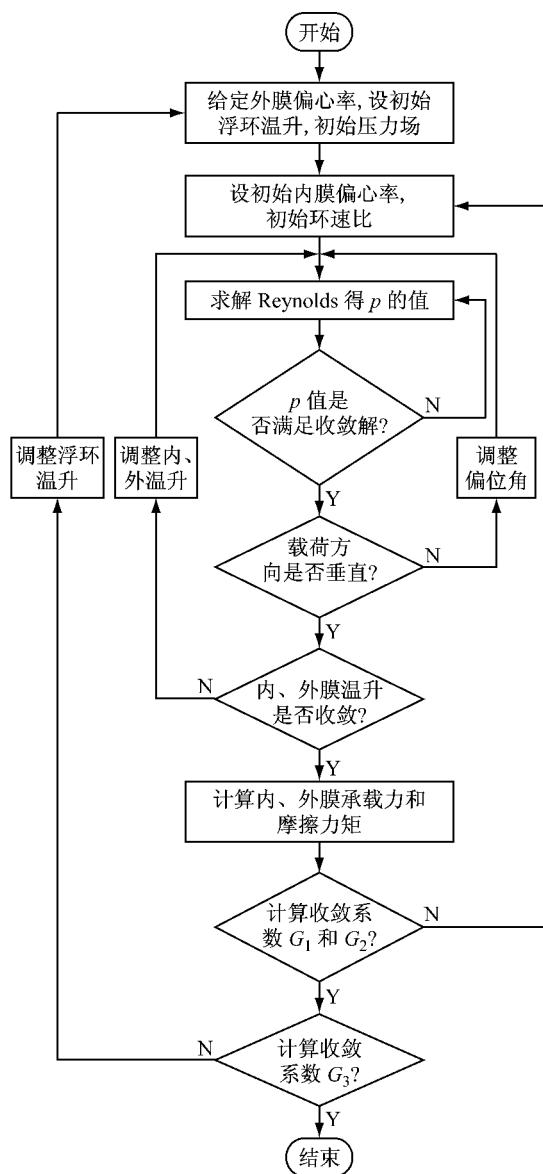 开始
给定外膜偏心率, 设初始
浮环温升, 初始压力场
设初始内膜偏心率,
初始环速比
求解 Reynolds 得 p 的值
p 值是
否满足收敛解?
N
Y
调整浮环
温升
调整内、
外温升
调整
偏位角
载荷方
向是否垂直?
N
Y
内、外膜温升
是否收敛?
N
Y
计算内、外膜承载力和
摩擦力矩
计算收敛系
数 G₁ 和 G₂?
N
Y
计算收敛
系数 G₃?
N
Y
结束